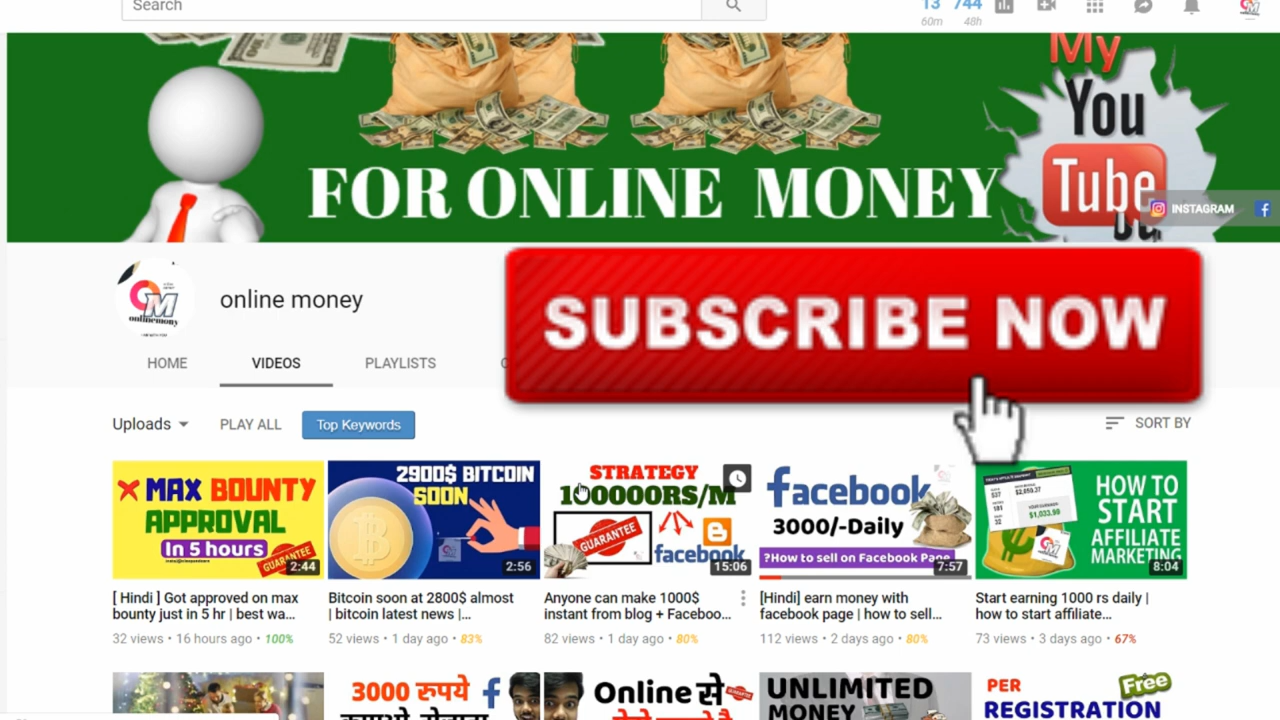 Search
13 744
60m 48h
My
You
Tube
FOR ONLINE MONEY
INSTAGRAM
OM
onlinemony
online money
SUBSCRIBE NOW
HOME VIDEOS PLAYLISTS
Uploads PLAY ALL Top Keywords SORT BY
MAX BOUNTY
APPROVAL
In 5 hours
GUARANTEE
2:44
2900$ BITCOIN
SOON
2:56
STRATEGY
100000RS/M
GUARANTEE
facebook
15:06
facebook
3000/-Daily
?How to sell on Facebook Page
7:57
HOW TO
START
AFFILIATE
MARKETING
8:04
[ Hindi ] Got approved on max
bounty just in 5 hr | best wa...
32 views • 16 hours ago • 100%
Bitcoin soon at 2800$ almost
| bitcoin latest news |...
52 views • 1 day ago • 83%
Anyone can make 1000$
instant from blog + Faceboo...
82 views • 1 day ago • 80%
[Hindi] earn money with
facebook page | how to sell...
112 views • 2 days ago • 80%
Start earning 1000 rs daily |
how to start affiliate...
73 views • 3 days ago • 67%
3000 रुपये
Online से
UNLIMITED
MONEY
PER Free
REGISTRATION